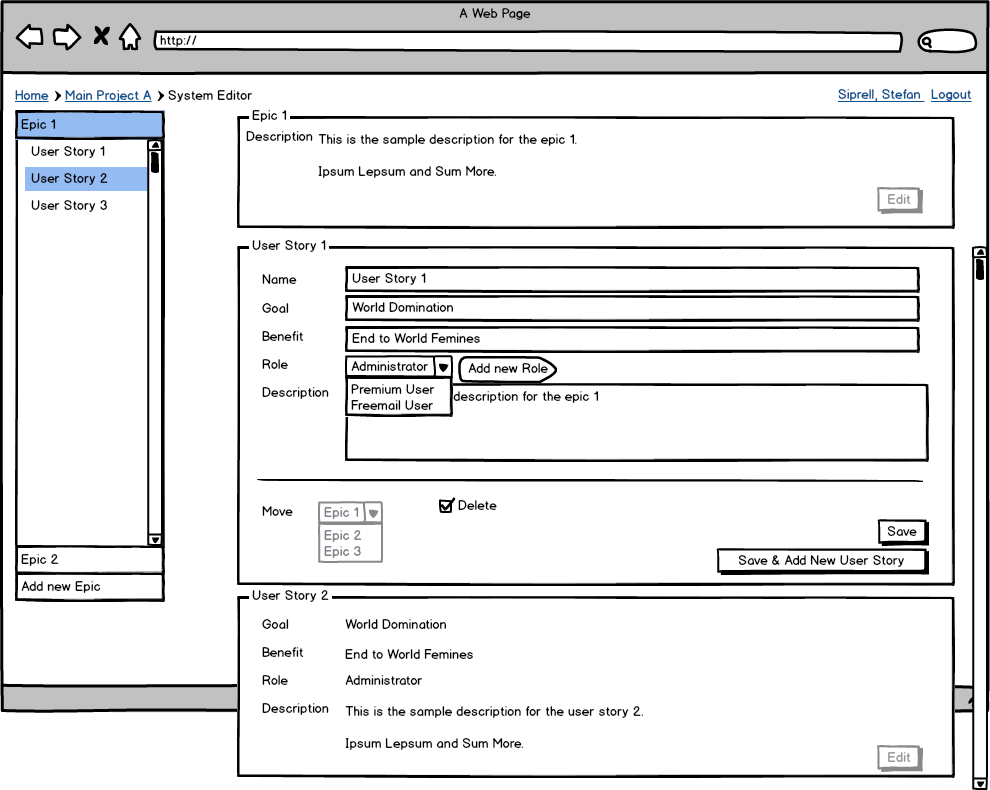 A Web Page
http://
Home Main Project A System Editor
Siprell, Stefan Logout
Epic 1
User Story 1
User Story 2
User Story 3
Epic 2
Add new Epic
Epic 1
Description This is the sample description for the epic 1.
Ipsum Lepsum and Sum More.
Edit
User Story 1
Name User Story 1
Goal World Domination
Benefit End to World Femines
Role Administrator Add new Role
Premium User
Freemail User
Description description for the epic 1
Move Epic 1 Delete
Epic 2
Epic 3
Save
Save & Add New User Story
User Story 2
Goal World Domination
Benefit End to World Femines
Role Administrator
Description This is the sample description for the user story 2.
Ipsum Lepsum and Sum More.
Edit